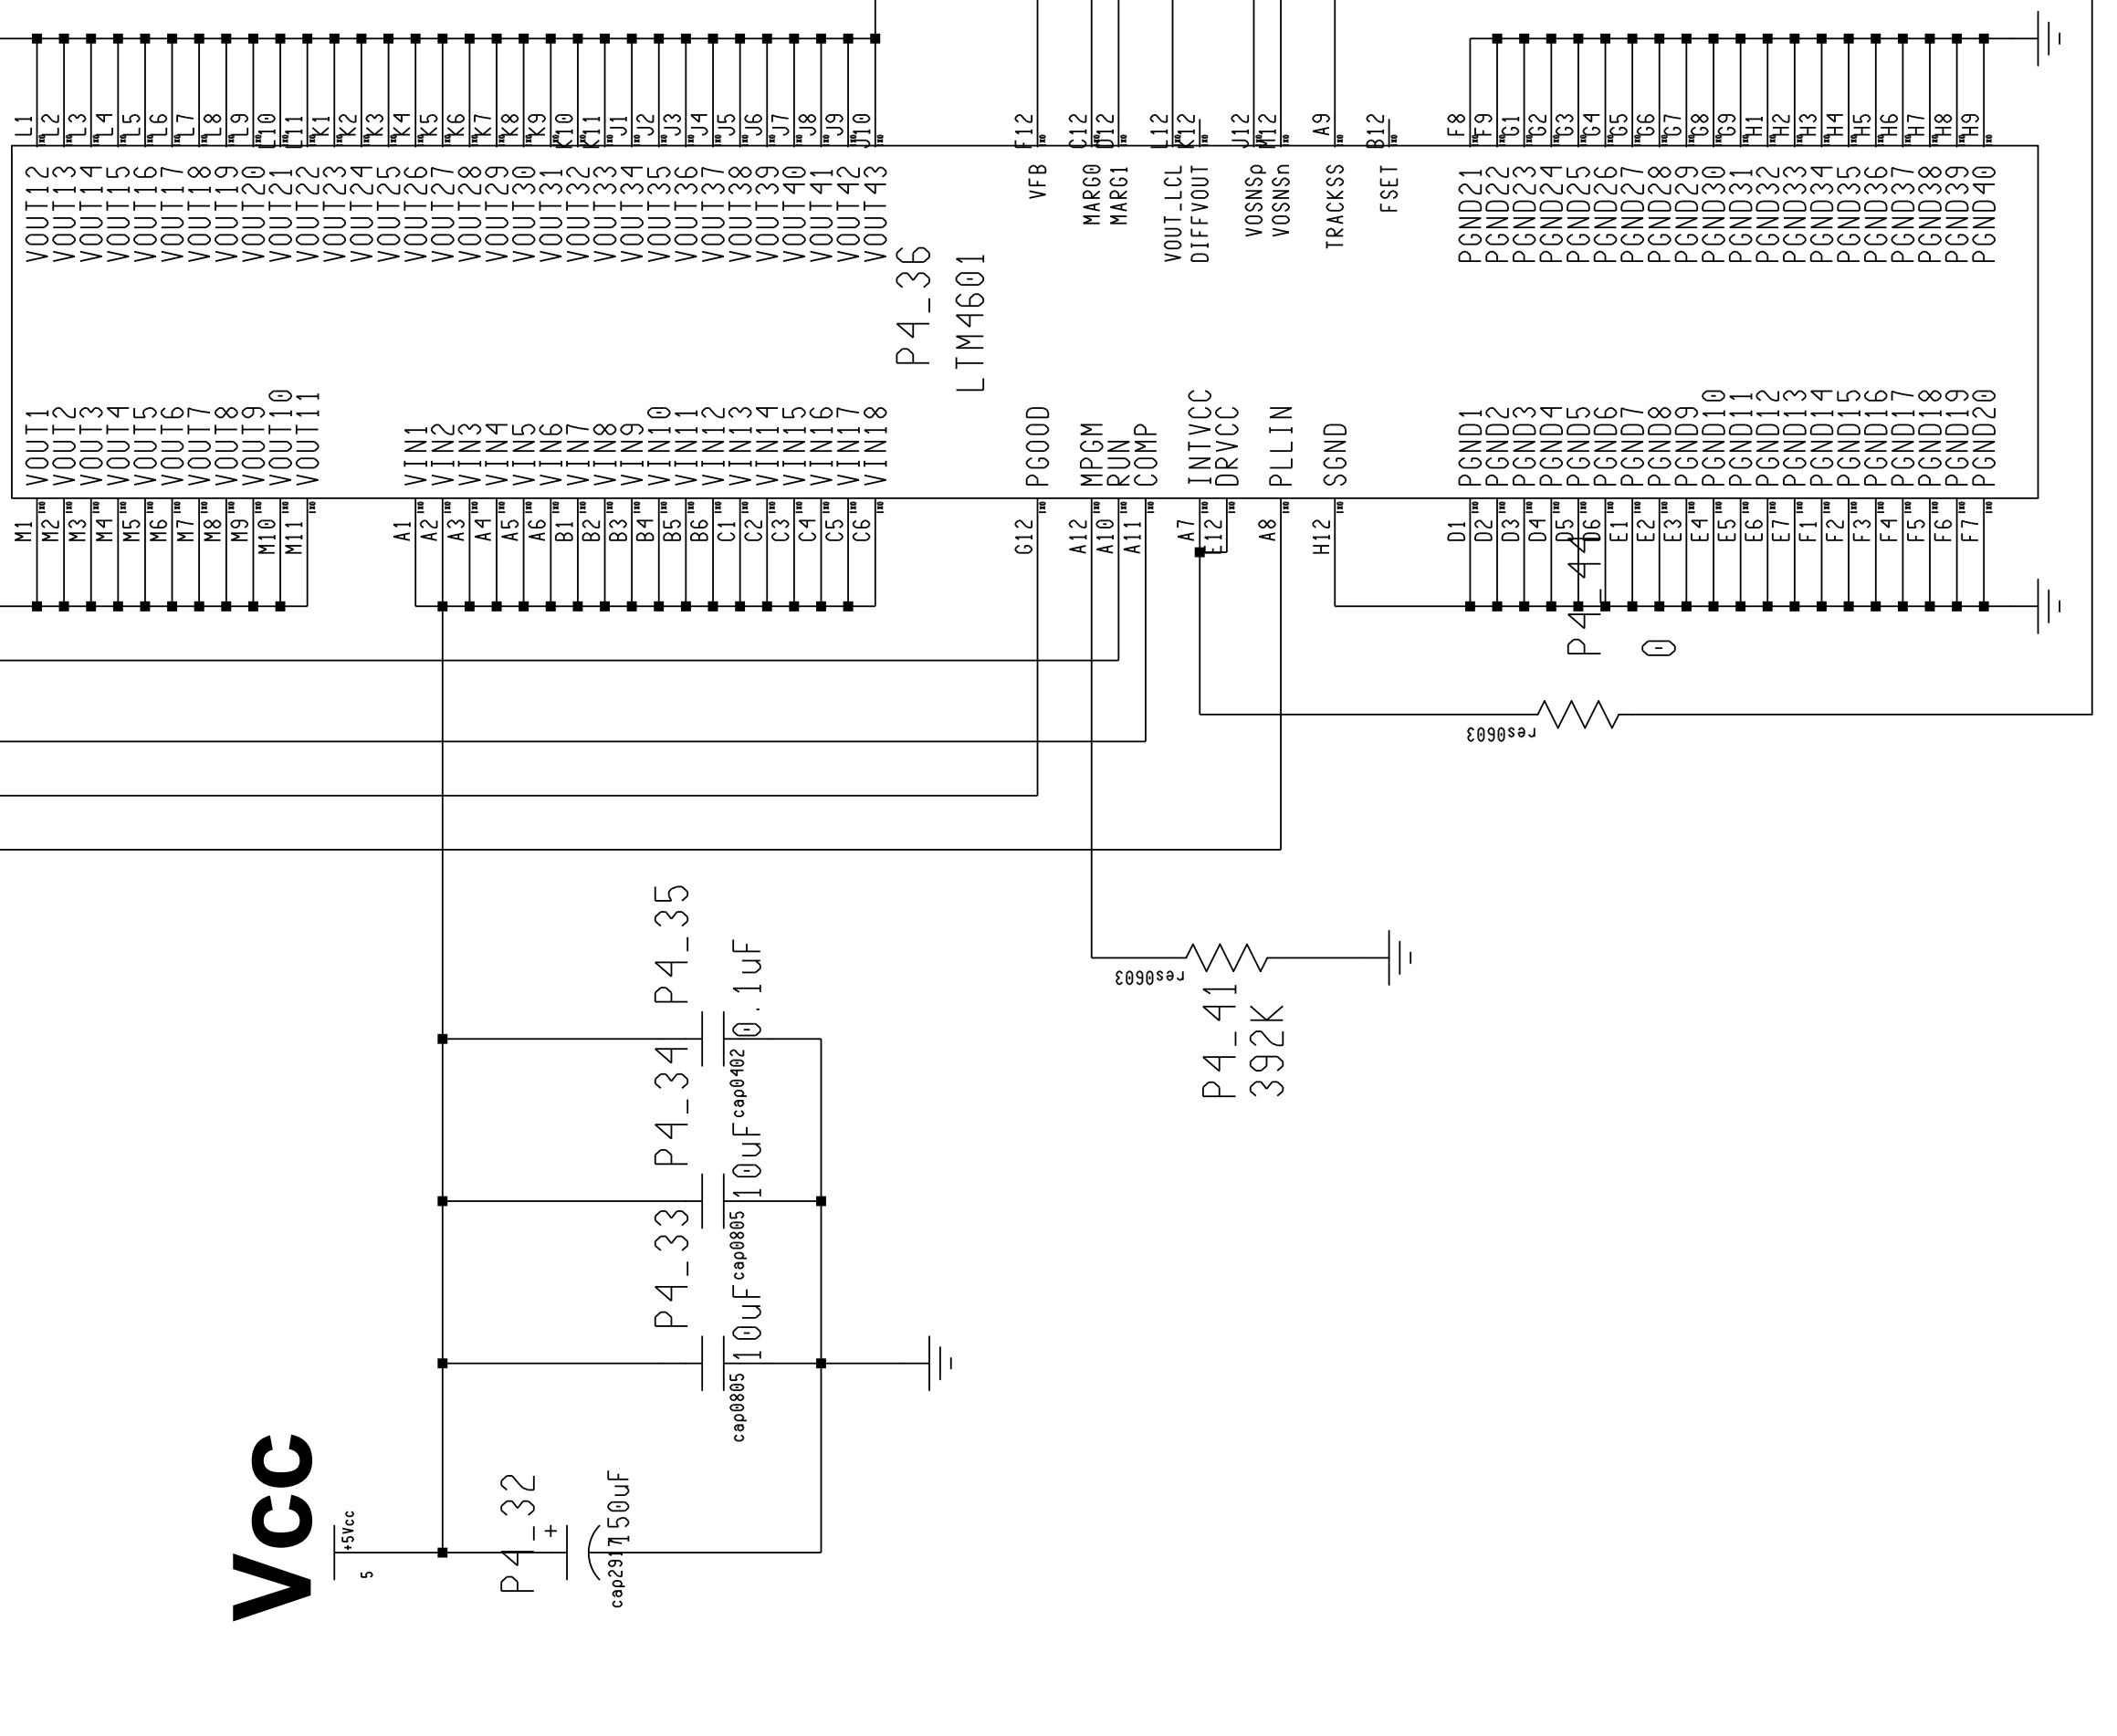 L1
L2
L3
L4
L5
L6
L7
L8
L9
L10
L11
K1
K2
K3
K4
K5
K6
K7
K8
K9
K10
K11
J1
J2
J3
J4
J5
J6
J7
J8
J9
J10
F12
C12
D12
L12
K12
J12
M12
A9
B12
F8
F9
G1
G2
G3
G4
G5
G6
G7
G8
G9
H1
H2
H3
H4
H5
H6
H7
H8
H9
VOUT12
VOUT13
VOUT14
VOUT15
VOUT16
VOUT17
VOUT18
VOUT19
VOUT20
VOUT21
VOUT22
VOUT23
VOUT24
VOUT25
VOUT26
VOUT27
VOUT28
VOUT29
VOUT30
VOUT31
VOUT32
VOUT33
VOUT34
VOUT35
VOUT36
VOUT37
VOUT38
VOUT39
VOUT40
VOUT41
VOUT42
VOUT43
VFB
MARG0
MARG1
VOUT_LCL
DIFFVOUT
VOSNSp
VOSNSn
TRACKSS
FSET
PGND21
PGND22
PGND23
PGND24
PGND25
PGND26
PGND27
PGND28
PGND29
PGND30
PGND31
PGND32
PGND33
PGND34
PGND35
PGND36
PGND37
PGND38
PGND39
PGND40
P4_36
LTM4601
VOUT1
VOUT2
VOUT3
VOUT4
VOUT5
VOUT6
VOUT7
VOUT8
VOUT9
VOUT10
VOUT11
VIN1
VIN2
VIN3
VIN4
VIN5
VIN6
VIN7
VIN8
VIN9
VIN10
VIN11
VIN12
VIN13
VIN14
VIN15
VIN16
VIN17
VIN18
PGOOD
MPGM
RUN
COMP
INTVCC
DRVCC
PLLIN
SGND
PGND1
PGND2
PGND3
PGND4
PGND5
PGND6
PGND7
PGND8
PGND9
PGND10
PGND11
PGND12
PGND13
PGND14
PGND15
PGND16
PGND17
PGND18
PGND19
PGND20
M1
M2
M3
M4
M5
M6
M7
M8
M9
M10
M11
A1
A2
A3
A4
A5
A6
B1
B2
B3
B4
B5
B6
C1
C2
C3
C4
C5
C6
G12
A12
A10
A11
A7
E12
A8
H12
D1
D2
D3
D4
D5
D6
E1
E2
E3
E4
E5
E6
E7
F1
F2
F3
F4
F5
F6
F7
P4_44
0
res0603
res0603
P4_41
392K
P4_35
0.1uF
cap0402
P4_34
10uF
cap0805
P4_33
10uF
cap0805
P4_32
+
150uF
cap2917
Vcc
+5Vcc
5